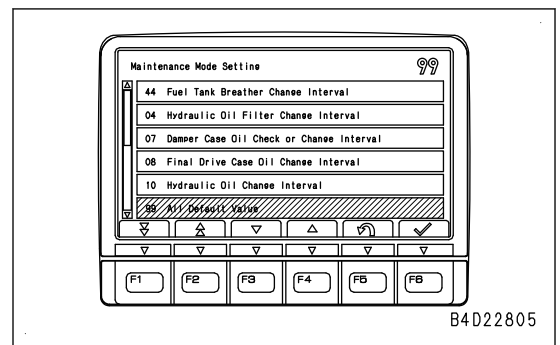 Maintenance Mode Setting 99
44 Fuel Tank Breather Change Interval
04 Hydraulic Oil Filter Change Interval
07 Damper Case Oil Check or Change Interval
08 Final Drive Case Oil Change Interval
10 Hydraulic Oil Change Interval
99 All Default Value
F1 F2 F3 F4 F5 F6
B4D22805